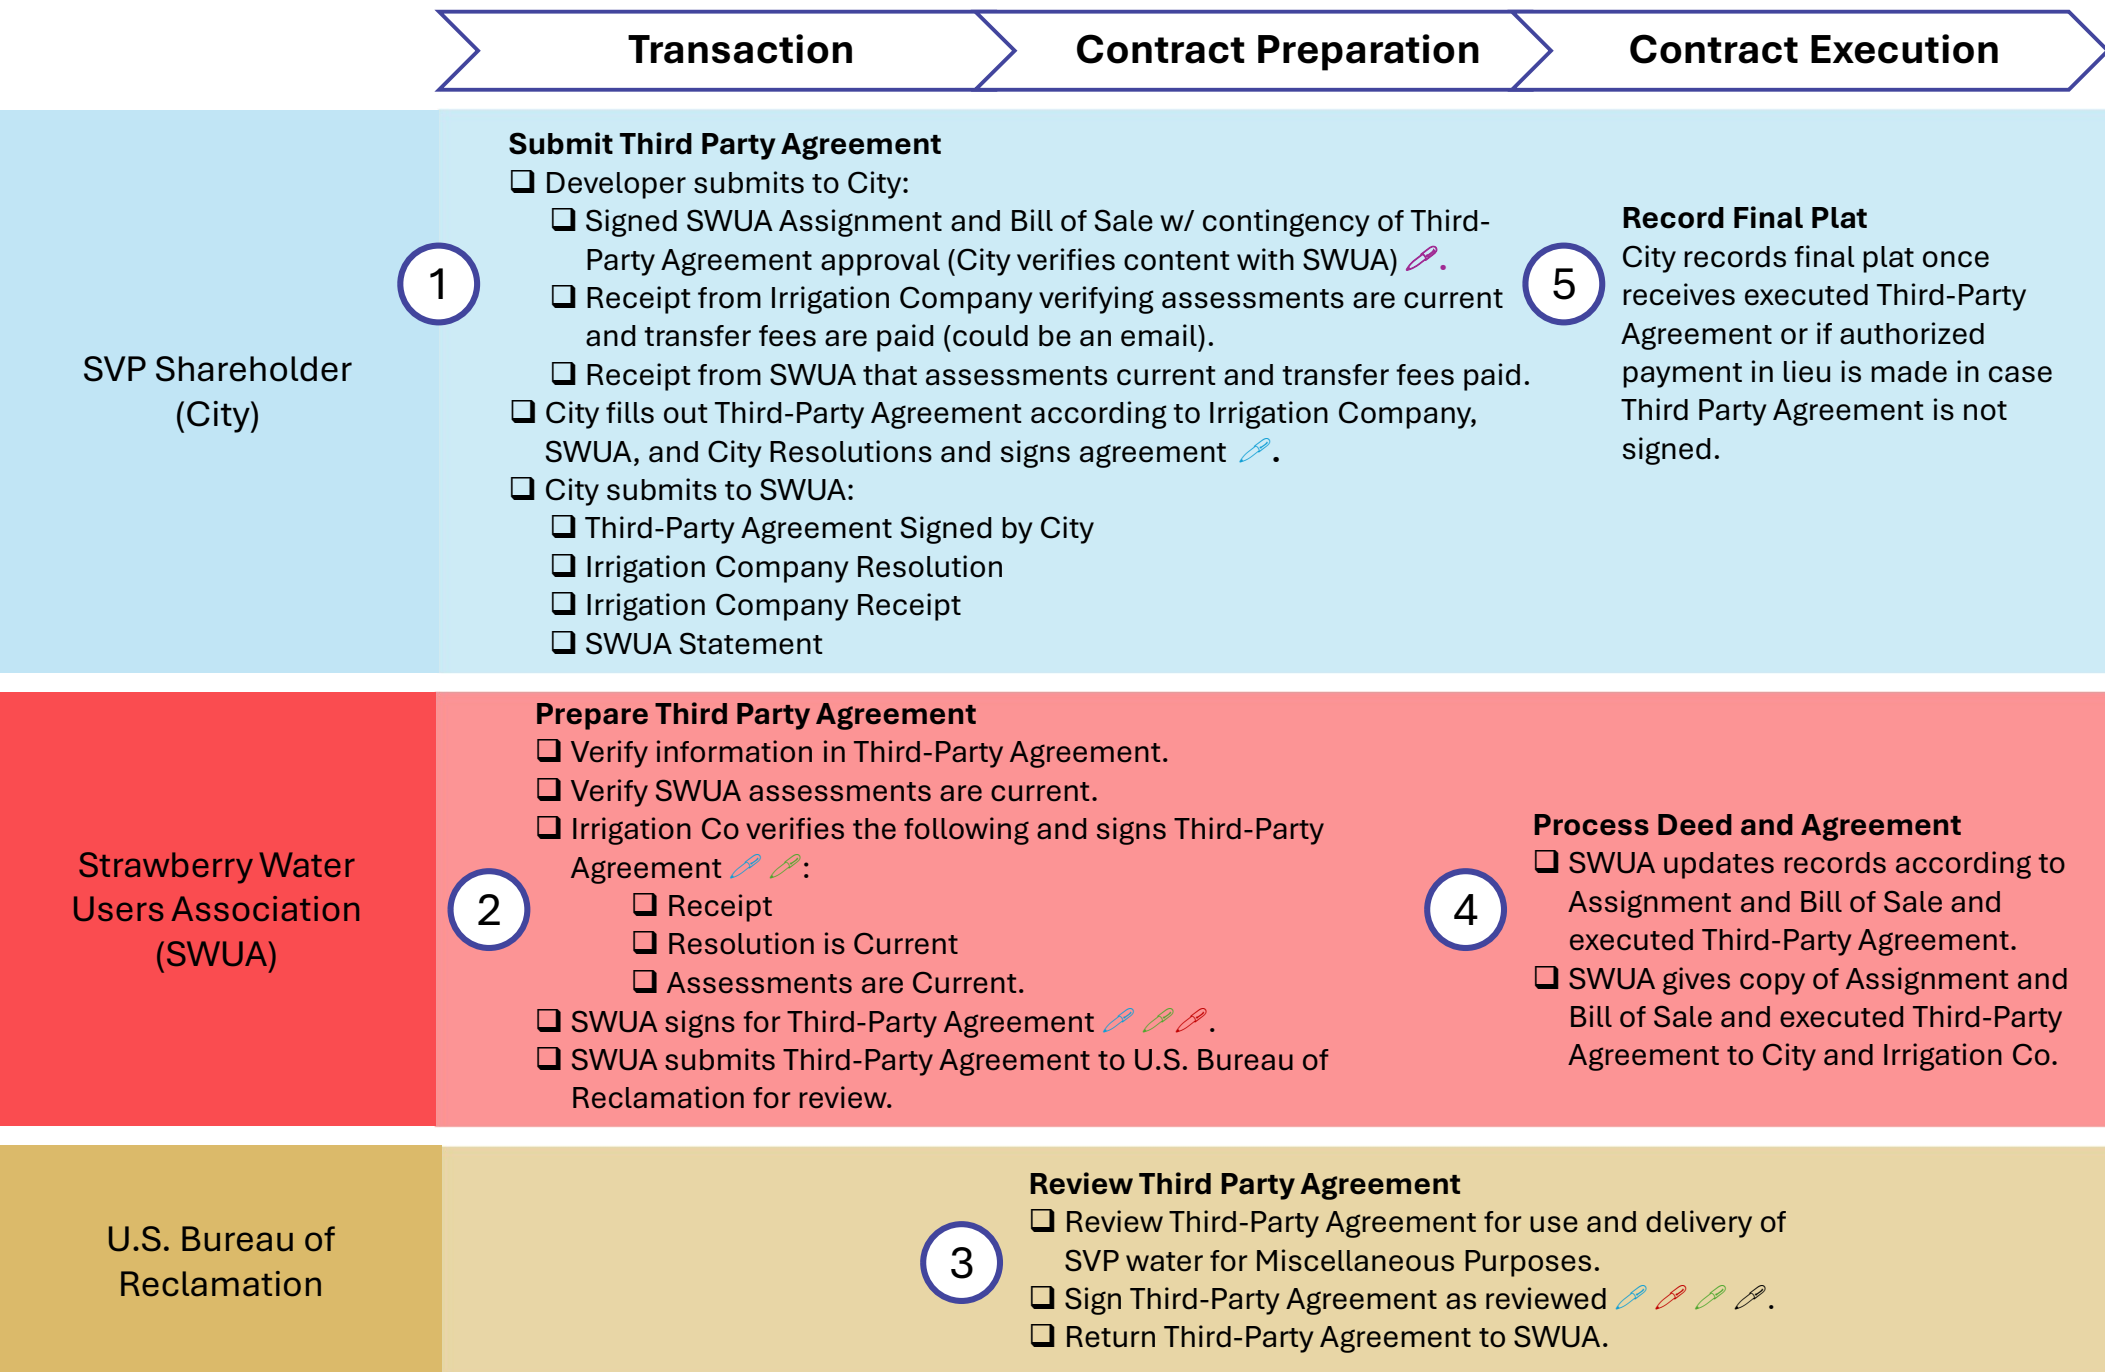 Transaction
Contract Preparation
Contract Execution
SVP Shareholder
(City)
1
Submit Third Party Agreement
Developer submits to City:
Signed SWUA Assignment and Bill of Sale w/ contingency of Third-
Party Agreement approval (City verifies content with SWUA) .
Receipt from Irrigation Company verifying assessments are current
and transfer fees are paid (could be an email).
Receipt from SWUA that assessments current and transfer fees paid.
City fills out Third-Party Agreement according to Irrigation Company,
SWUA, and City Resolutions and signs agreement .
City submits to SWUA:
Third-Party Agreement Signed by City
Irrigation Company Resolution
Irrigation Company Receipt
SWUA Statement
5
Record Final Plat
City records final plat once
receives executed Third-Party
Agreement or if authorized
payment in lieu is made in case
Third Party Agreement is not
signed.
Strawberry Water
Users Association
(SWUA)
2
Prepare Third Party Agreement
Verify information in Third-Party Agreement.
Verify SWUA assessments are current.
Irrigation Co verifies the following and signs Third-Party
Agreement :
Receipt
Resolution is Current
Assessments are Current.
SWUA signs for Third-Party Agreement .
SWUA submits Third-Party Agreement to U.S. Bureau of
Reclamation for review.
4
Process Deed and Agreement
SWUA updates records according to
Assignment and Bill of Sale and
executed Third-Party Agreement.
SWUA gives copy of Assignment and
Bill of Sale and executed Third-Party
Agreement to City and Irrigation Co.
U.S. Bureau of
Reclamation
3
Review Third Party Agreement
Review Third-Party Agreement for use and delivery of
SVP water for Miscellaneous Purposes.
Sign Third-Party Agreement as reviewed .
Return Third-Party Agreement to SWUA.